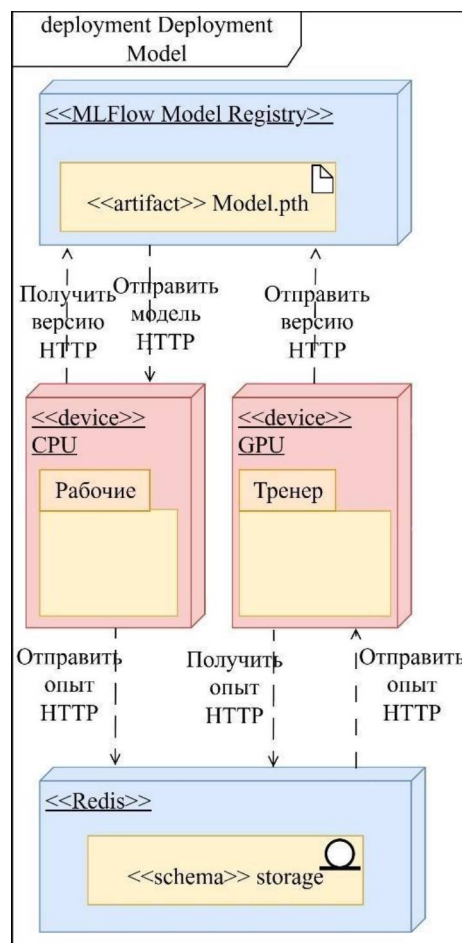 deployment Deployment
Model
<<MLFlow Model Registry>>
<<artifact>> Model.pth
Получить
версию
HTTP
Отправить
модель
HTTP
Отправить
версию
HTTP
<<device>>
CPU
Рабочие
<<device>>
GPU
Тренер
Отправить
опыт
HTTP
Получить
опыт
HTTP
Отправить
опыт
HTTP
<<Redis>>
<<schema>> storage